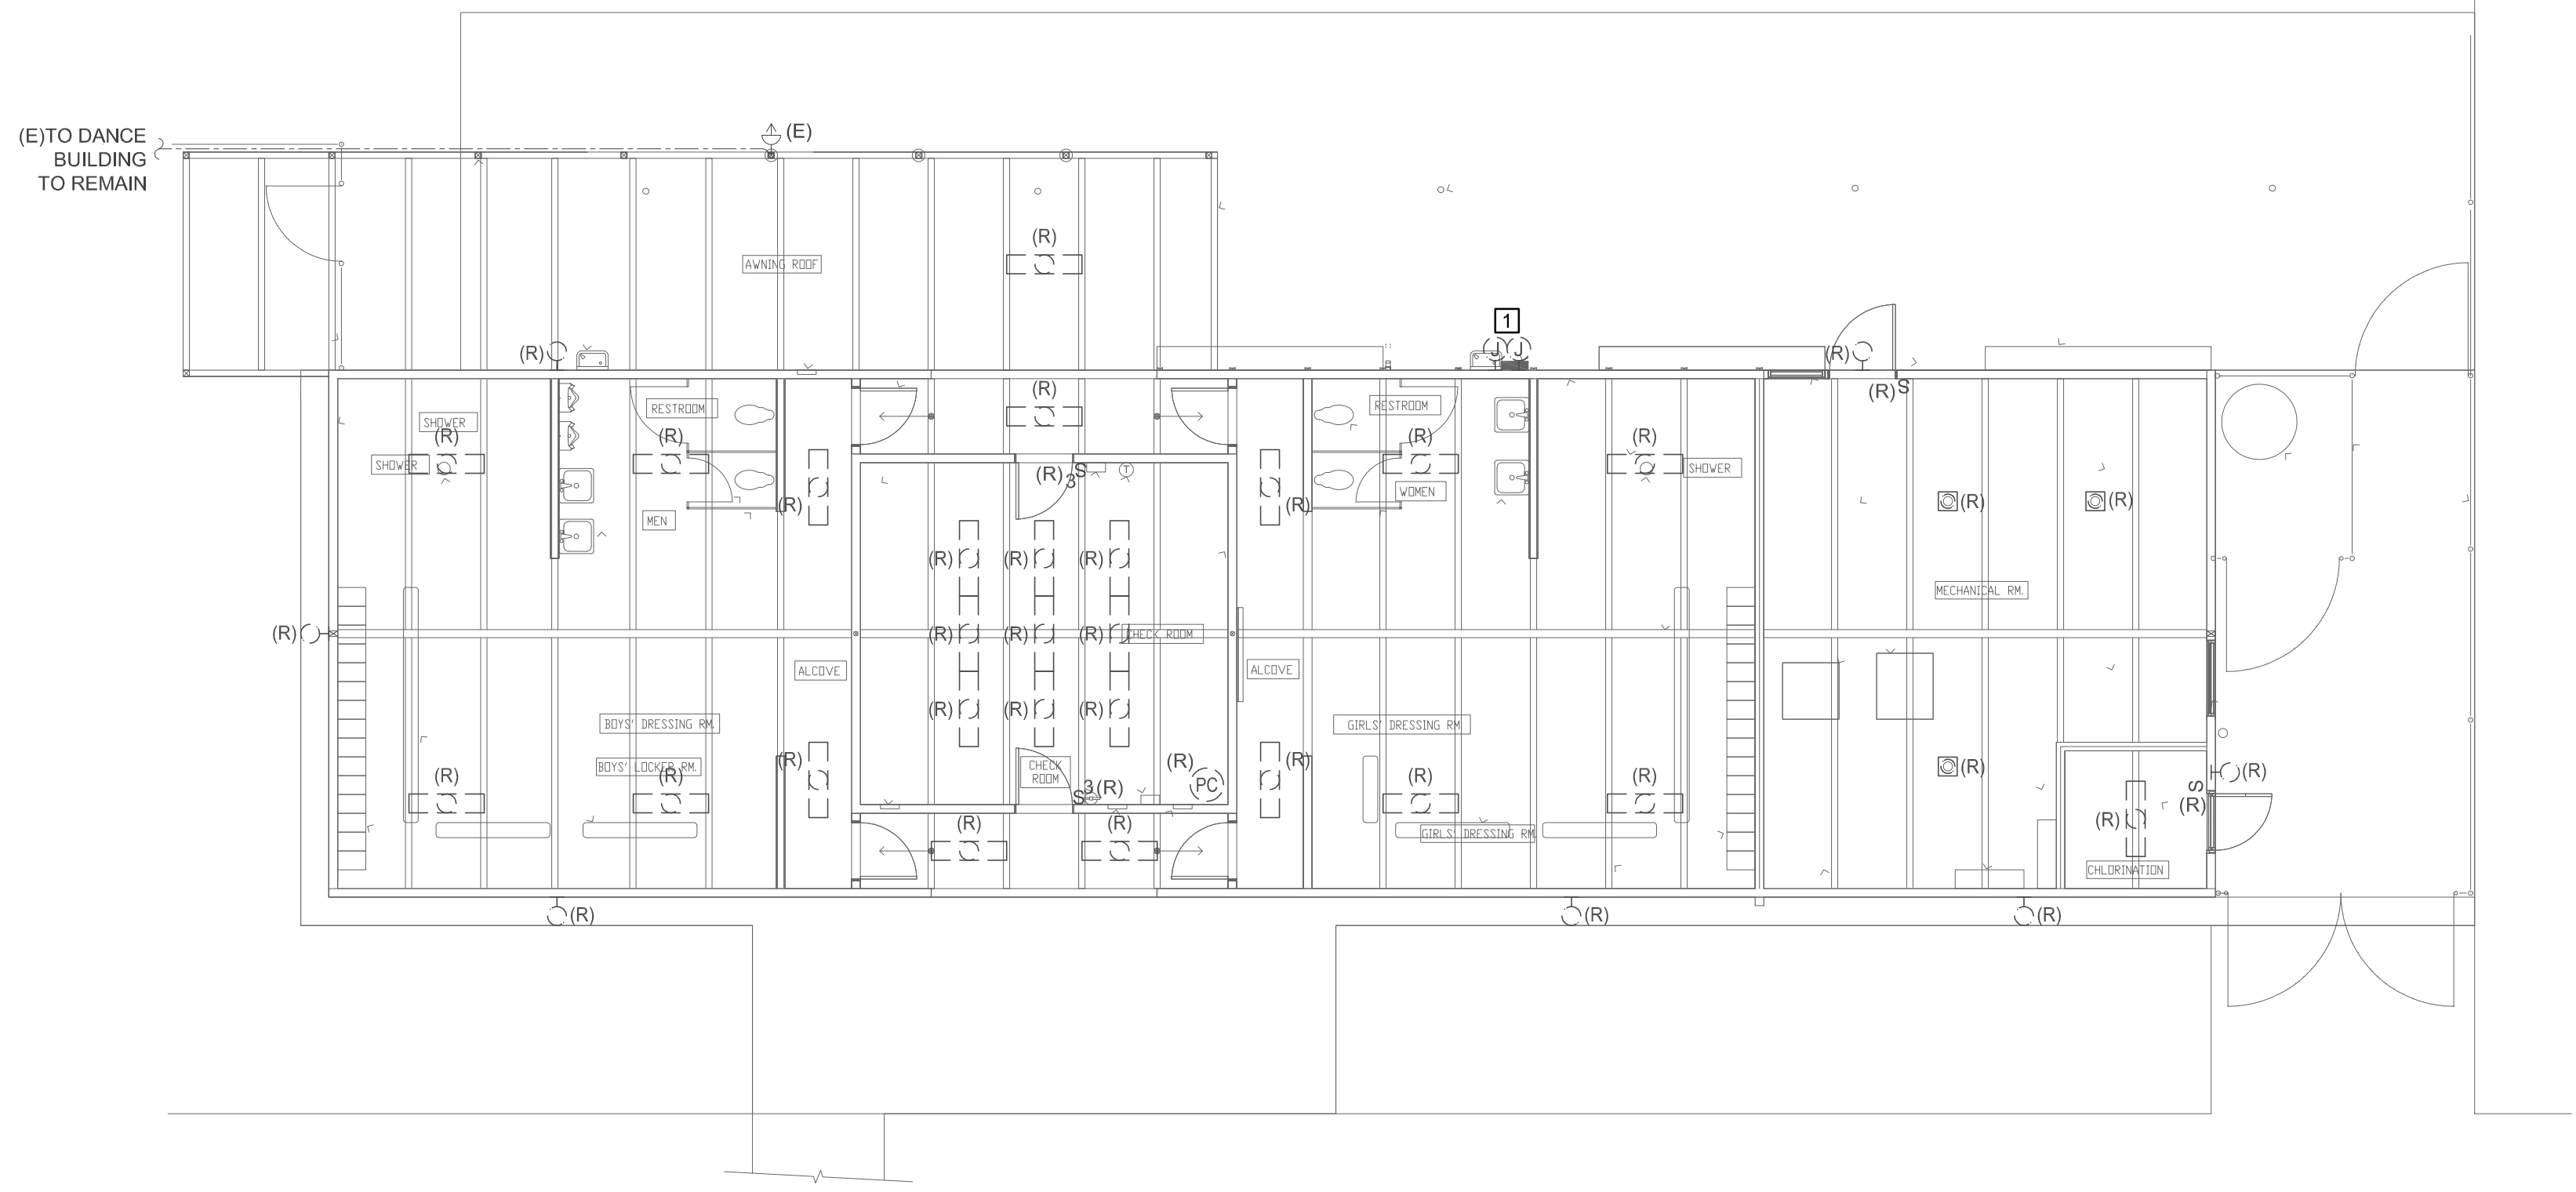 (E)TO DANCE
BUILDING
TO REMAIN
(E)
(R)
AWNING ROOF
1
(R)
J J
(R)
(R) S
(R)
SHOWER
(R)
RESTROOM
(R)
RESTROOM
(R)
(R)
SHOWER
SHOWER
(R) 3 S
T
WOMEN
MEN
(R)
(R)
(R)
(R)
(R)
(R)
(R)
MECHANICAL RM.
(R)
(R)
(R)
(R)
CHECK ROOM
ALCOVE
ALCOVE
(R)
(R)
(R)
BOYS' DRESSING RM.
GIRLS' DRESSING RM
BOYS' LOCKER RM.
(R)
(R)
(R)
CHECK
ROOM
(R)
PC
(R)
(R)
(R)
(R)
S
(R)
S 3 (R)
(R)
(R)
(R)
(R)
GIRLS' DRESSING RM.
CHLORINATION
(R)
(R)
(R)